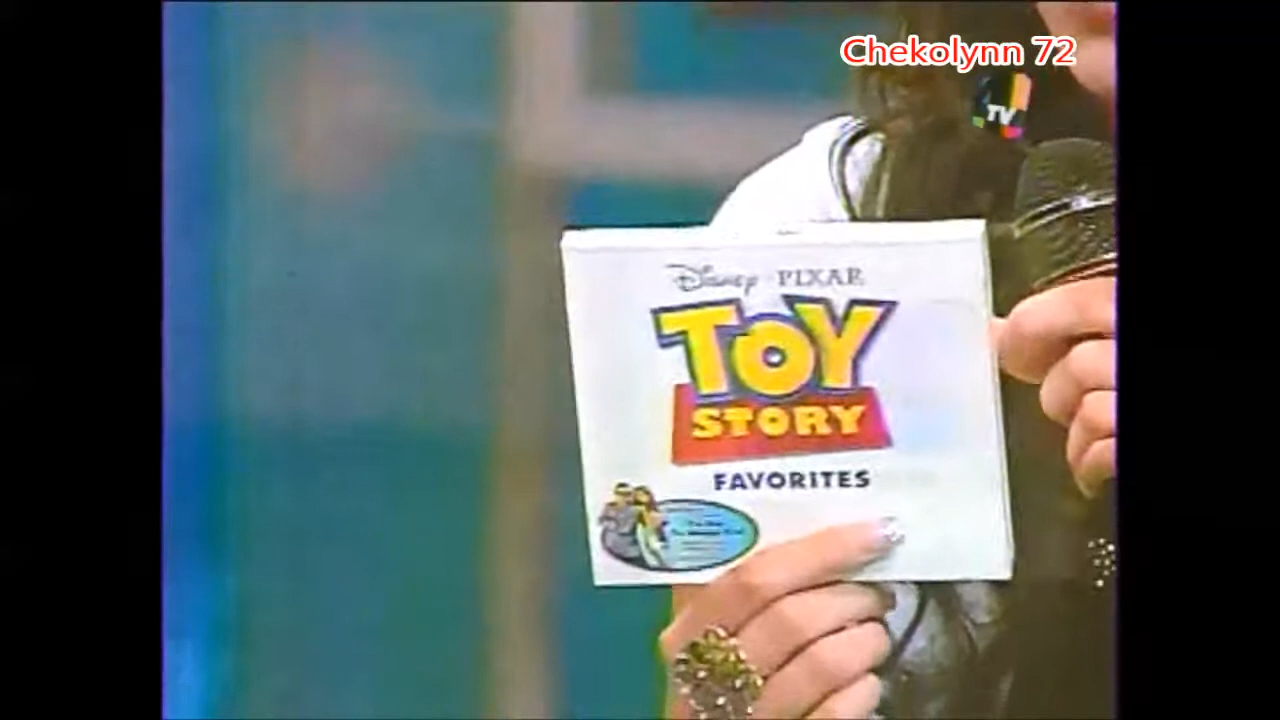 Chekolynn 72
TV
Disney · PIXAR
TOY
STORY
FAVORITES